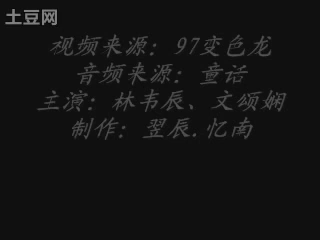 土豆网
视频来源：97变色龙
音频来源：童话
主演：林韦辰、文颂娴
制作：翌辰.忆南